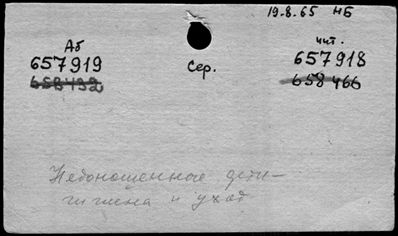 19.8.65 НБ
Аб
657919
658432
Сер.
чит.
657918
658466
Недоношенные дети –
гигиена и уход